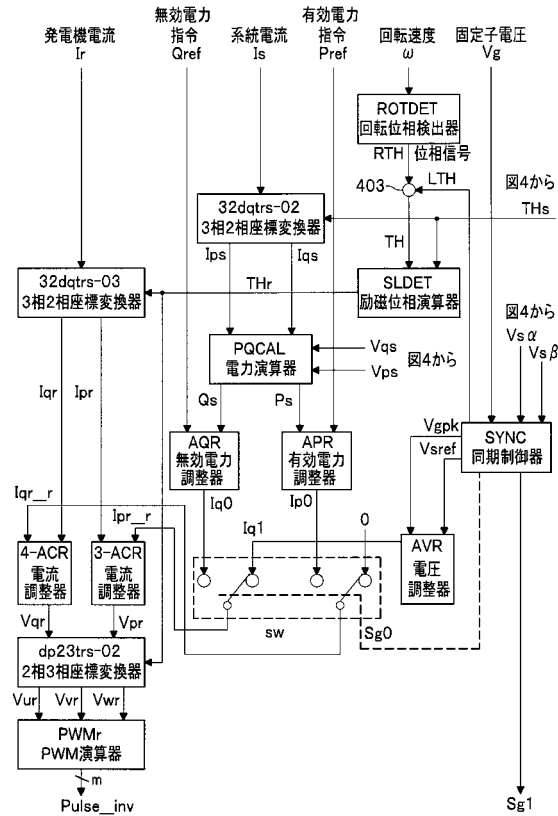 発電機電流
Ir
無効電力
指令
Qref
系統電流
Is
有効電力
指令
Pref
回転速度
ω
固定子電圧
Vg
ROTDET
回転位相検出器
RTH 位相信号
403
LTH
図4から
THs
32dqtrs-02
3相2相座標変換器
TH
Ips
Iqs
32dqtrs-03
3相2相座標変換器
THr
SLDET
励磁位相演算器
図4から
Vsα
Vsβ
PQCAL
電力演算器
Vqs
Vps
図4から
Iqr
Ipr
Qs
Ps
Vgpk
Vsref
SYNC
同期制御器
AQR
無効電力
調整器
APR
有効電力
調整器
Iqr_r
Ipr_r
Iq0
Iq1
Ip0
0
4-ACR
電流
調整器
3-ACR
電流
調整器
AVR
電圧
調整器
Vqr
Vpr
sw
Sg0
dp23trs-02
2相3相座標変換器
Vur
Vvr
Vwr
PWMr
PWM演算器
m
Pulse_inv
Sg1